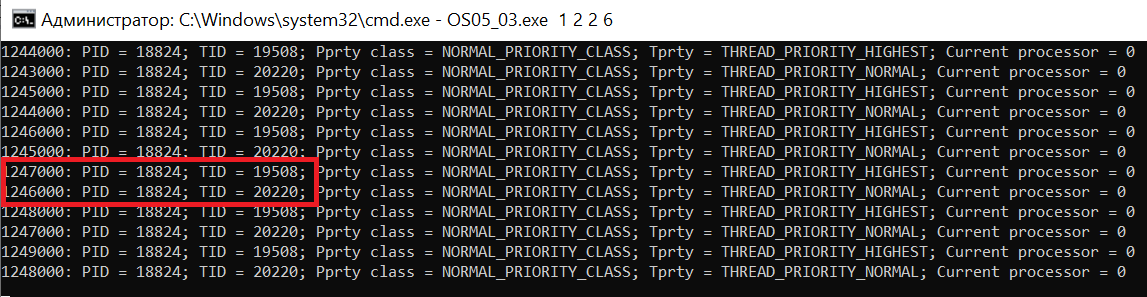 Администратор: C:\Windows\system32\cmd.exe - OS05_03.exe  1 2 2 6
1244000: PID = 18824; TID = 19508; Pprty class = NORMAL_PRIORITY_CLASS; Tprty = THREAD_PRIORITY_HIGHEST; Current processor = 0
1243000: PID = 18824; TID = 20220; Pprty class = NORMAL_PRIORITY_CLASS; Tprty = THREAD_PRIORITY_NORMAL; Current processor = 0
1245000: PID = 18824; TID = 19508; Pprty class = NORMAL_PRIORITY_CLASS; Tprty = THREAD_PRIORITY_HIGHEST; Current processor = 0
1244000: PID = 18824; TID = 20220; Pprty class = NORMAL_PRIORITY_CLASS; Tprty = THREAD_PRIORITY_NORMAL; Current processor = 0
1246000: PID = 18824; TID = 19508; Pprty class = NORMAL_PRIORITY_CLASS; Tprty = THREAD_PRIORITY_HIGHEST; Current processor = 0
1245000: PID = 18824; TID = 20220; Pprty class = NORMAL_PRIORITY_CLASS; Tprty = THREAD_PRIORITY_NORMAL; Current processor = 0
1247000: PID = 18824; TID = 19508; Pprty class = NORMAL_PRIORITY_CLASS; Tprty = THREAD_PRIORITY_HIGHEST; Current processor = 0
1246000: PID = 18824; TID = 20220; Pprty class = NORMAL_PRIORITY_CLASS; Tprty = THREAD_PRIORITY_NORMAL; Current processor = 0
1248000: PID = 18824; TID = 19508; Pprty class = NORMAL_PRIORITY_CLASS; Tprty = THREAD_PRIORITY_HIGHEST; Current processor = 0
1247000: PID = 18824; TID = 20220; Pprty class = NORMAL_PRIORITY_CLASS; Tprty = THREAD_PRIORITY_NORMAL; Current processor = 0
1249000: PID = 18824; TID = 19508; Pprty class = NORMAL_PRIORITY_CLASS; Tprty = THREAD_PRIORITY_HIGHEST; Current processor = 0
1248000: PID = 18824; TID = 20220; Pprty class = NORMAL_PRIORITY_CLASS; Tprty = THREAD_PRIORITY_NORMAL; Current processor = 0